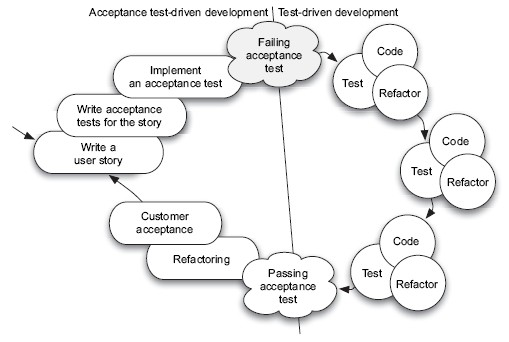 Acceptance test-driven development
Test-driven development
Failing
acceptance
test
Implement
an acceptance test
Write acceptance
tests for the story
Write a
user story
Customer
acceptance
Refactoring
Passing
acceptance
test
Code
Test
Refactor
Code
Test
Refactor
Code
Test
Refactor